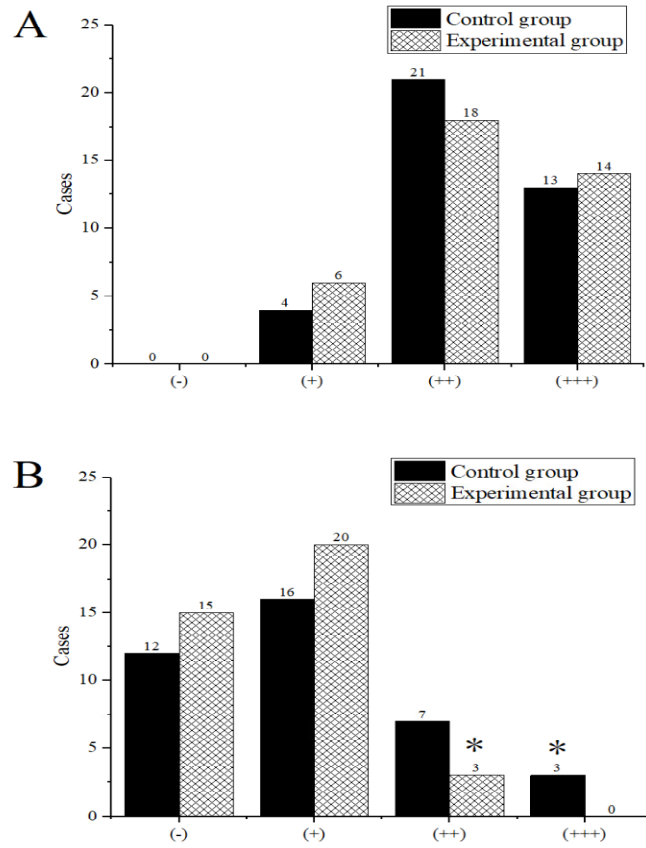 A
Control group
Experimental group
25
20
15
10
5
0
Cases
0 0
4 6
21 18
13 14
(-) (+) (++) (+++)
B
Control group
Experimental group
25
20
15
10
5
0
Cases
12 15
16 20
7 * 3
* 3 0
(-) (+) (++) (+++)